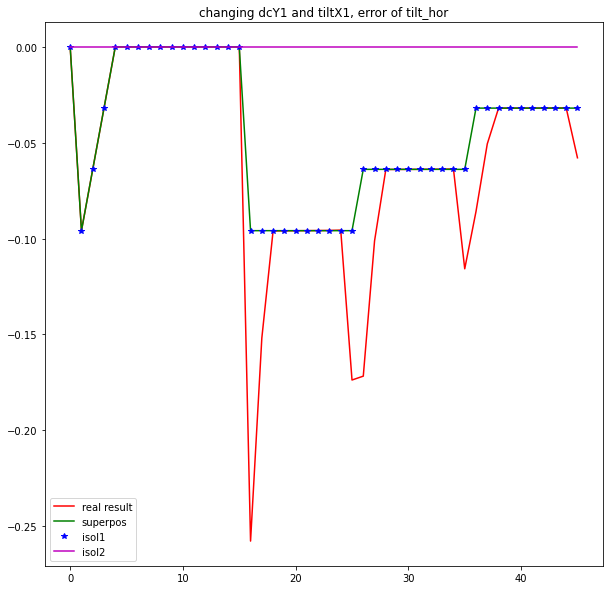 changing dcY1 and tiltX1, error of tilt_hor
0.00
−0.05
−0.10
−0.15
−0.20
−0.25
real result
superpos
isol1
isol2
0 10 20 30 40